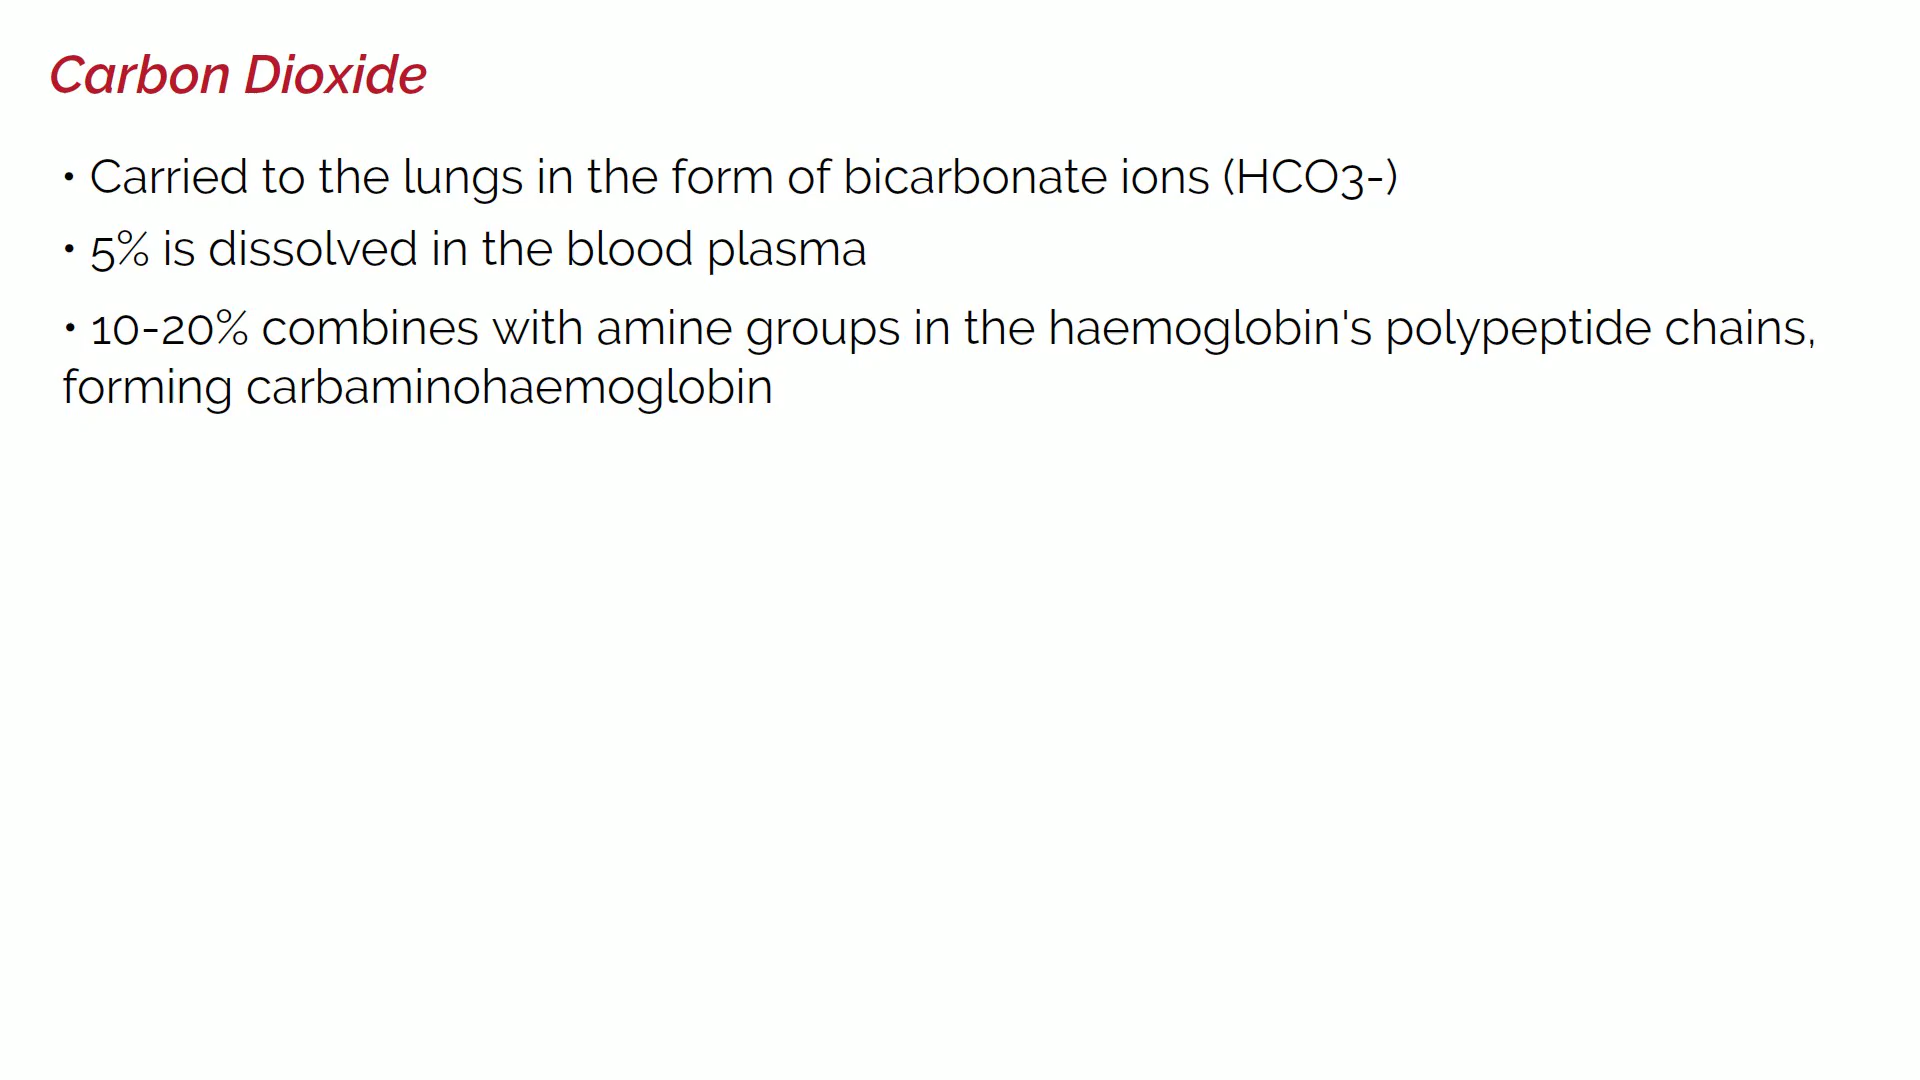 Carbon Dioxide
• Carried to the lungs in the form of bicarbonate ions (HCO3-)
• 5% is dissolved in the blood plasma
• 10-20% combines with amine groups in the haemoglobin's polypeptide chains,
forming carbaminohaemoglobin